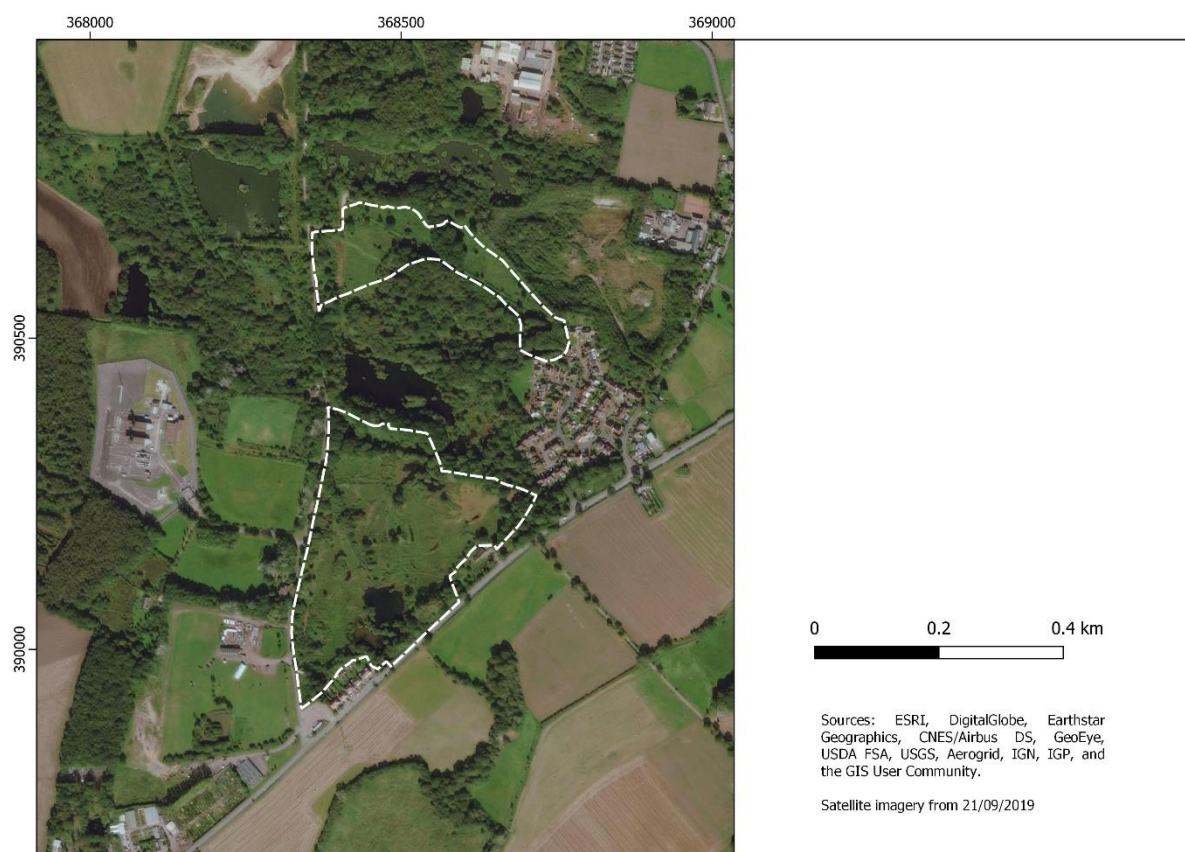 368000 368500 369000
390500
390000
0 0.2 0.4 km
Sources: ESRI, DigitalGlobe, Earthstar
Geographics, CNES/Airbus DS, GeoEye,
USDA FSA, USGS, Aerogrid, IGN, IGP, and
the GIS User Community.
Satellite imagery from 21/09/2019